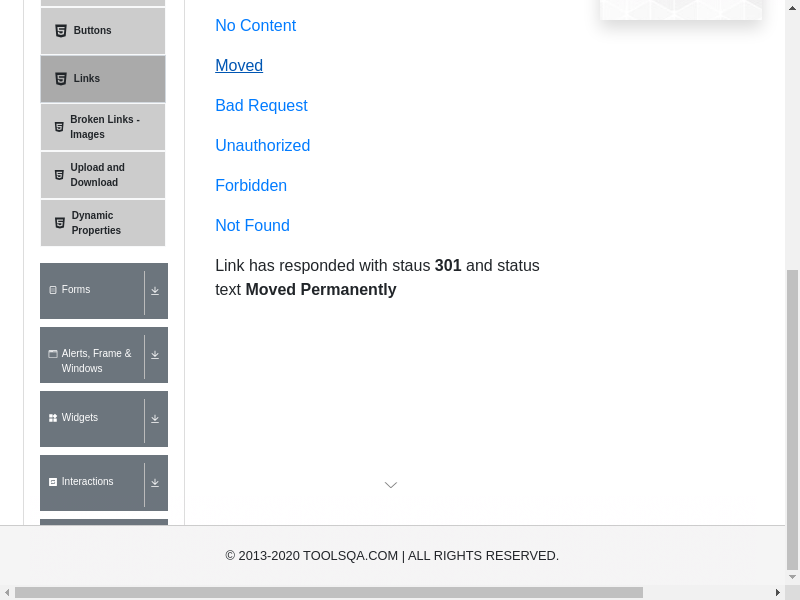 Buttons
Links
Broken Links -
Images
Upload and
Download
Dynamic
Properties
Forms
Alerts, Frame &
Windows
Widgets
Interactions
No Content
Moved
Bad Request
Unauthorized
Forbidden
Not Found
Link has responded with staus 301 and status
text Moved Permanently
© 2013-2020 TOOLSQA.COM | ALL RIGHTS RESERVED.